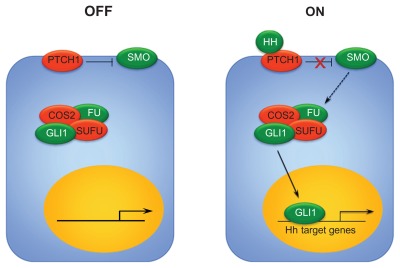 OFF
PTCH1
SMO
COS2
FU
GLI1
SUFU
ON
HH
PTCH1
X
SMO
COS2
FU
GLI1
SUFU
GLI1
Hh target genes